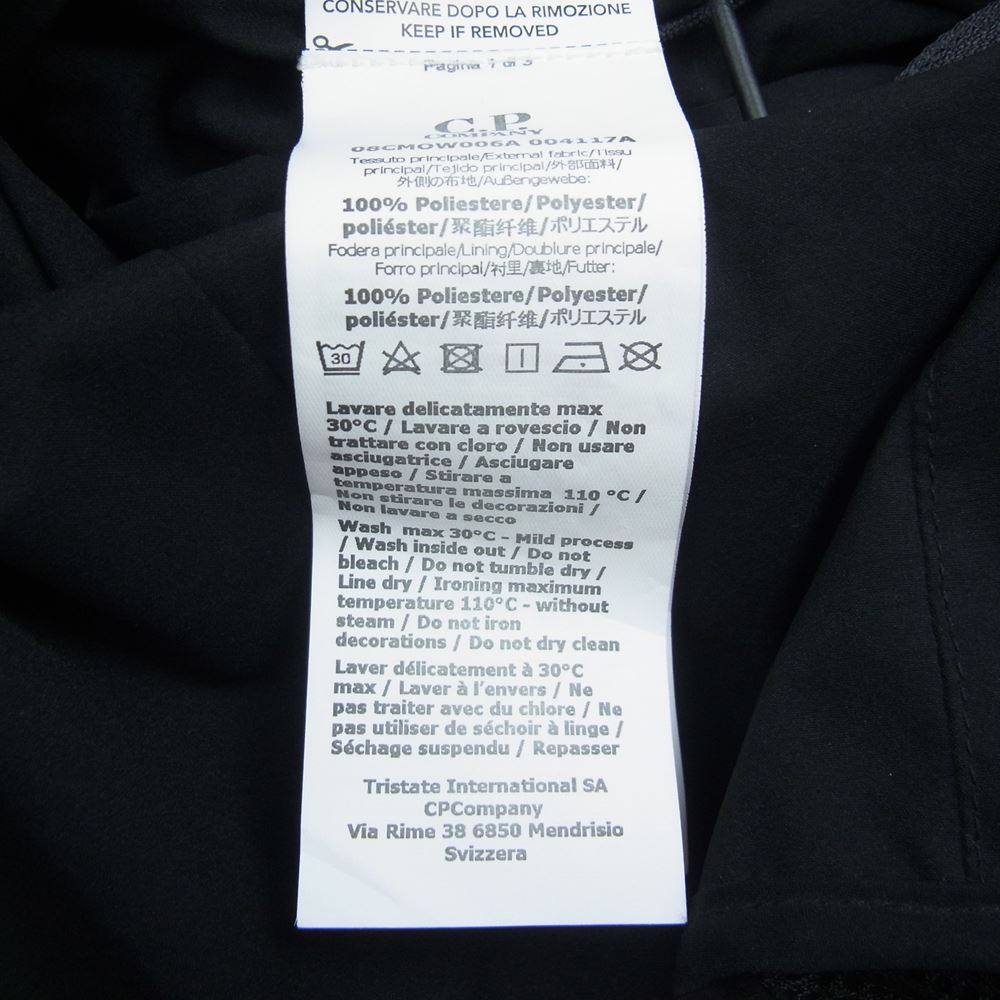 CONSERVARE DOPO LA RIMOZIONE
KEEP IF REMOVED
Pagina 1 di 3
C.P.
COMPANY
08CMOW006A 004117A
Tessuto principale/External fabric/Tissu
principal/Tejido principal/外部面料/
外側の布地/Außengewebe:
100% Poliestere/Polyester/
poliéster/聚酯纤维/ポリエステル
Fodera principale/Lining/Doublure principale/
Forro principal/衬里/裏地/Futter:
100% Poliestere/Polyester/
poliéster/聚酯纤维/ポリエステル
30
Lavare delicatamente max
30°C / Lavare a rovescio / Non
trattare con cloro / Non usare
asciugatrice / Asciugare
appeso / Stirare a
temperatura massima 110 °C /
Non stirare le decorazioni /
Non lavare a secco
Wash max 30°C - Mild process
/ Wash inside out / Do not
bleach / Do not tumble dry /
Line dry / Ironing maximum
temperature 110°C - without
steam / Do not iron
decorations / Do not dry clean
Laver délicatement à 30°C
max / Laver à l'envers / Ne
pas traiter avec du chlore / Ne
pas utiliser de séchoir à linge /
Séchage suspendu / Repasser
Tristate International SA
CPCompany
Via Rime 38 6850 Mendrisio
Svizzera